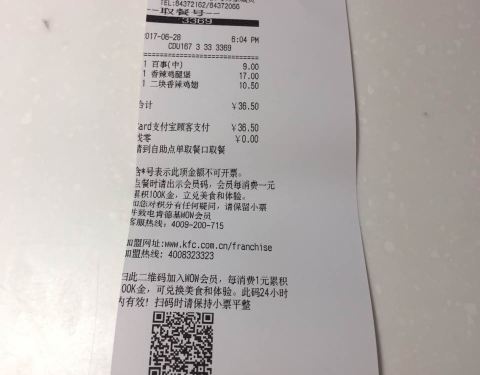 TEL:84372162/84372066
--取餐号--
3369
2017-06-28 6:04 PM
CDU167 3 33 3369
1 百事(中) 9.00
1 香辣鸡腿堡 17.00
1 二块香辣鸡翅 10.50
合计 ¥36.50
Card支付宝顾客支付 ¥36.50
找零 ¥0.00
请到自助点单取餐口取餐
含*号表示此项金额不可开票。
点餐时请出示会员码，会员每消费一元
累积100K金，立兑美食和体验。
如您对积分有任何疑问，请保留小票
并致电肯德基WOW会员
客服热线：4009-200-715
加盟网址:www.kfc.com.cn/franchise
加盟热线: 4008323323
扫此二维码加入WOW会员，每消费1元累积
100K金，可兑换美食和体验。此码24小时
内有效！扫码时请保持小票平整